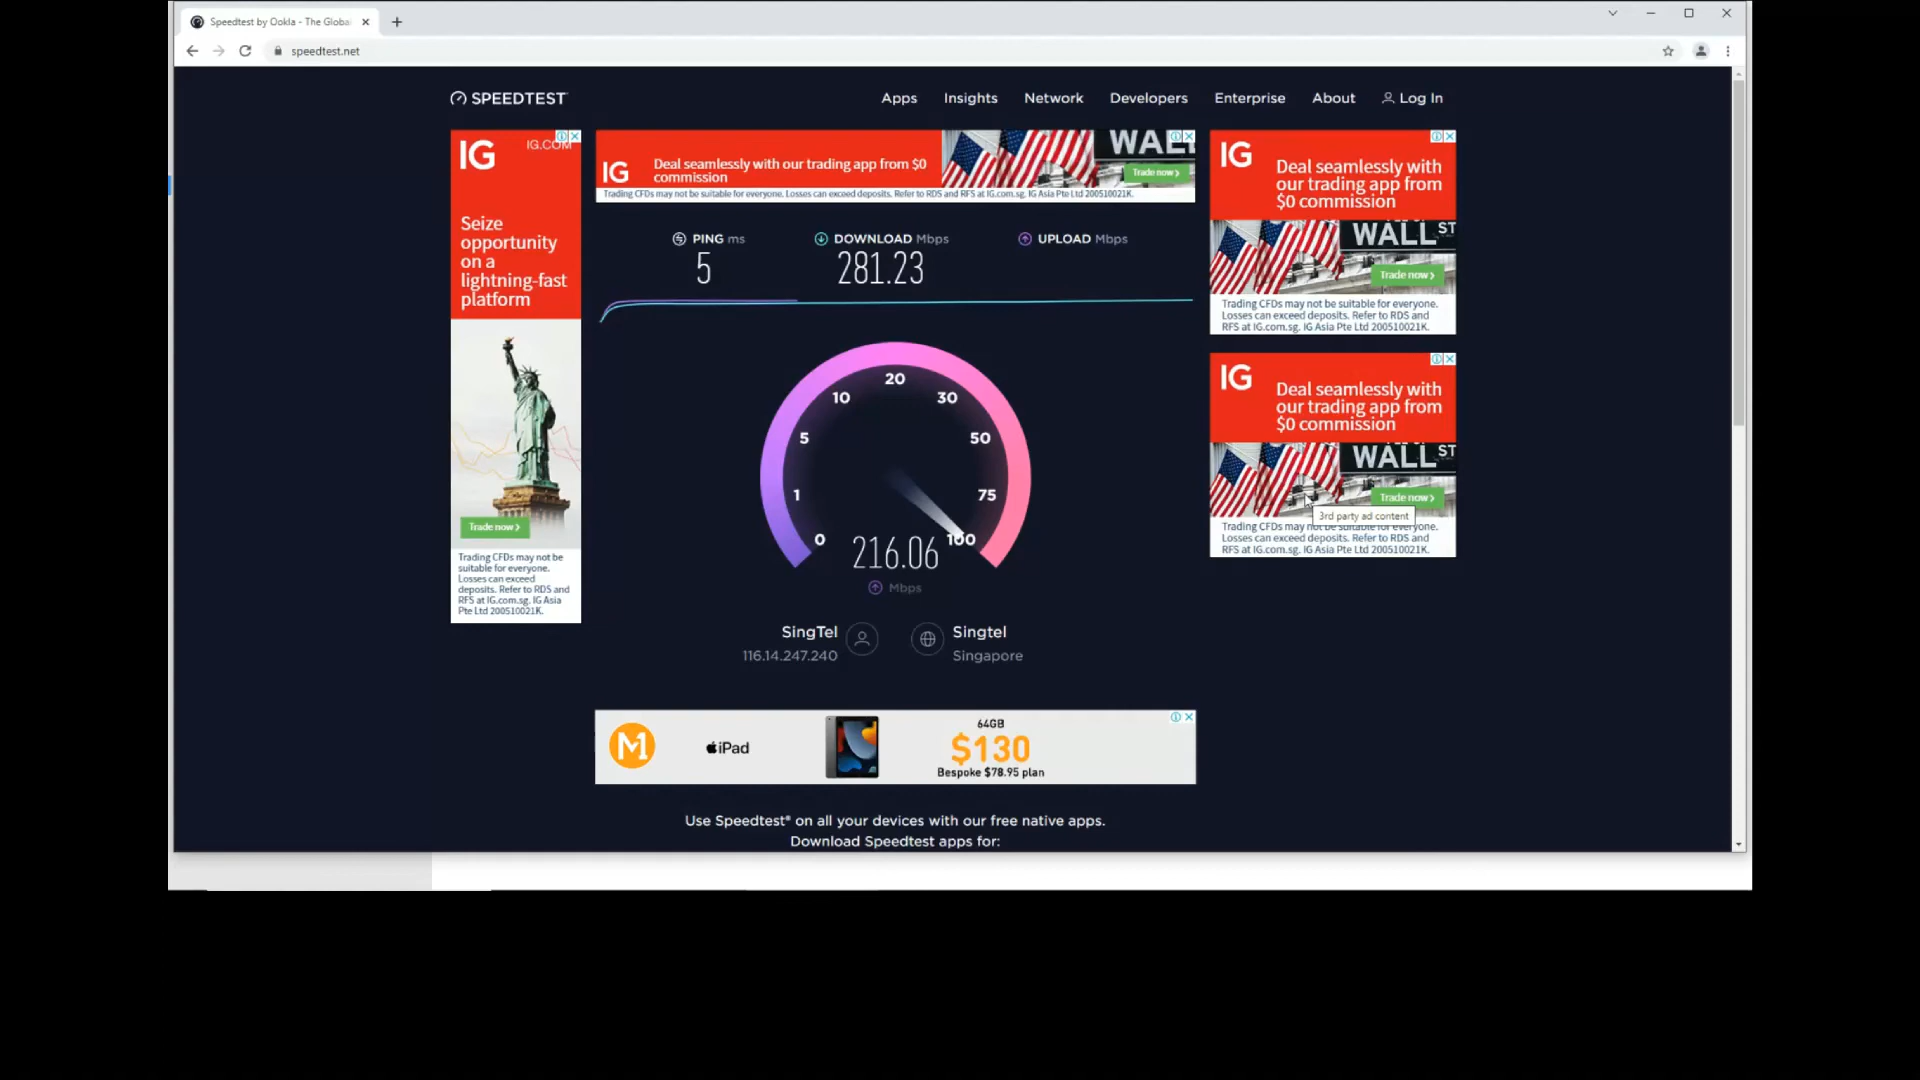 Speedtest by Ookla - The Globa
speedtest.net
SPEEDTEST
Apps Insights Network Developers Enterprise About Log In
IG IG.COM
Seize
opportunity
on a
lightning-fast
platform
Trade now >
Trading CFDs may not be
suitable for everyone.
Losses can exceed
deposits. Refer to RDS and
RFS at IG.com.sg. IG Asia
Pte Ltd 200510021K.
IG
Deal seamlessly with our trading app from $0
commission
WALL
Trade now >
Trading CFDs may not be suitable for everyone. Losses can exceed deposits. Refer to RDS and RFS at IG.com.sg. IG Asia Pte Ltd 200510021K.
PING ms DOWNLOAD Mbps UPLOAD Mbps
5 281.23
0
1
5
10
20
30
50
75
100
216.06
Mbps
SingTel
116.14.247.240
Singtel
Singapore
IG
Deal seamlessly with
our trading app from
$0 commission
WALL ST
Trade now >
Trading CFDs may not be suitable for everyone.
Losses can exceed deposits. Refer to RDS and
RFS at IG.com.sg. IG Asia Pte Ltd 200510021K.
IG
Deal seamlessly with
our trading app from
$0 commission
WALL ST
Trade now >
3rd party ad content
Trading CFDs may not be suitable for everyone.
Losses can exceed deposits. Refer to RDS and
RFS at IG.com.sg. IG Asia Pte Ltd 200510021K.
M1
iPad
64GB
$130
Bespoke $78.95 plan
Use Speedtest® on all your devices with our free native apps.
Download Speedtest apps for: